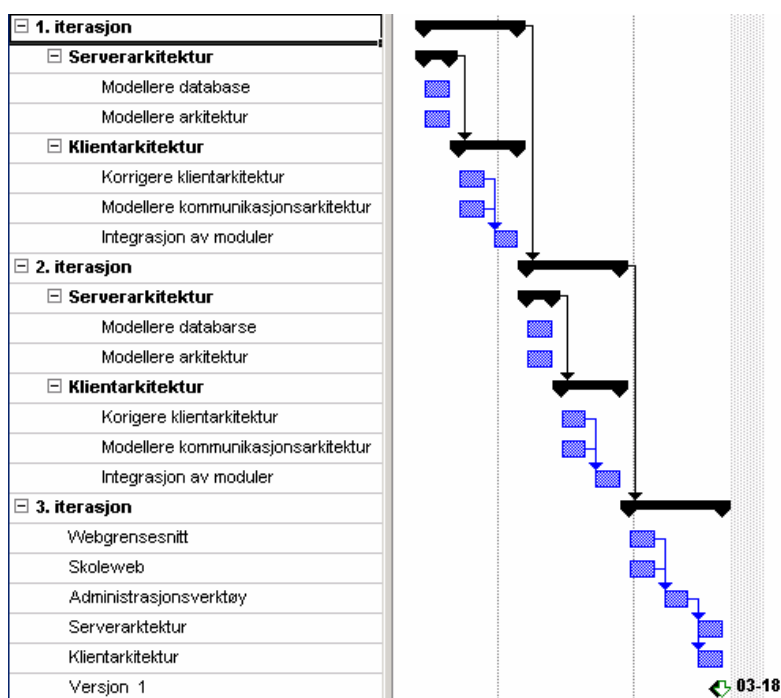 1. iterasjon
Serverarkitektur
Modellere database
Modellere arkitektur
Klientarkitektur
Korrigere klientarkitektur
Modellere kommunikasjonsarkitektur
Integrasjon av moduler
2. iterasjon
Serverarkitektur
Modellere databarse
Modellere arkitektur
Klientarkitektur
Korigere klientarkitektur
Modellere kommunikasjonsarkitektur
Integrasjon av moduler
3. iterasjon
Webgrensesnitt
Skoleweb
Administrasjonsverktøy
Serverarktektur
Klientarkitektur
Versjon 1 03-18